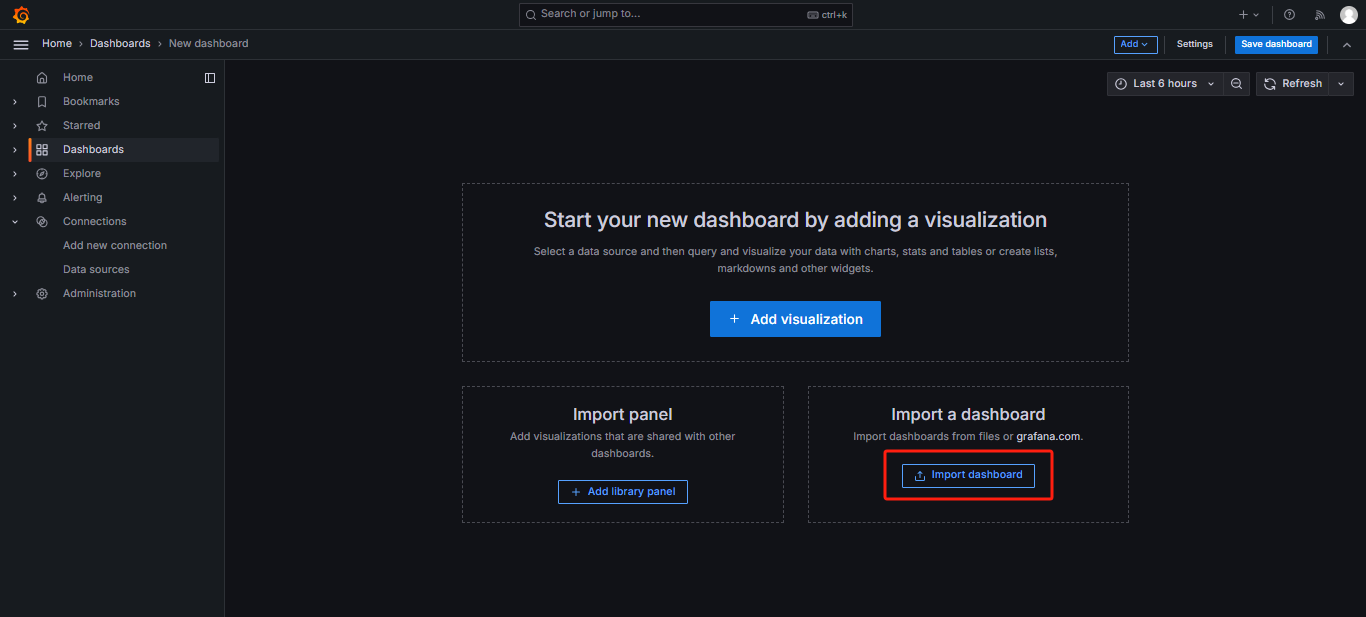 Search or jump to...
ctrl+k
Home › Dashboards › New dashboard
Add
Settings
Save dashboard
Home
Bookmarks
Starred
Dashboards
Explore
Alerting
Connections
Add new connection
Data sources
Administration
Last 6 hours
Refresh
Start your new dashboard by adding a visualization
Select a data source and then query and visualize your data with charts, stats and tables or create lists,
markdowns and other widgets.
+ Add visualization
Import panel
Add visualizations that are shared with other
dashboards.
+ Add library panel
Import a dashboard
Import dashboards from files or grafana.com.
Import dashboard